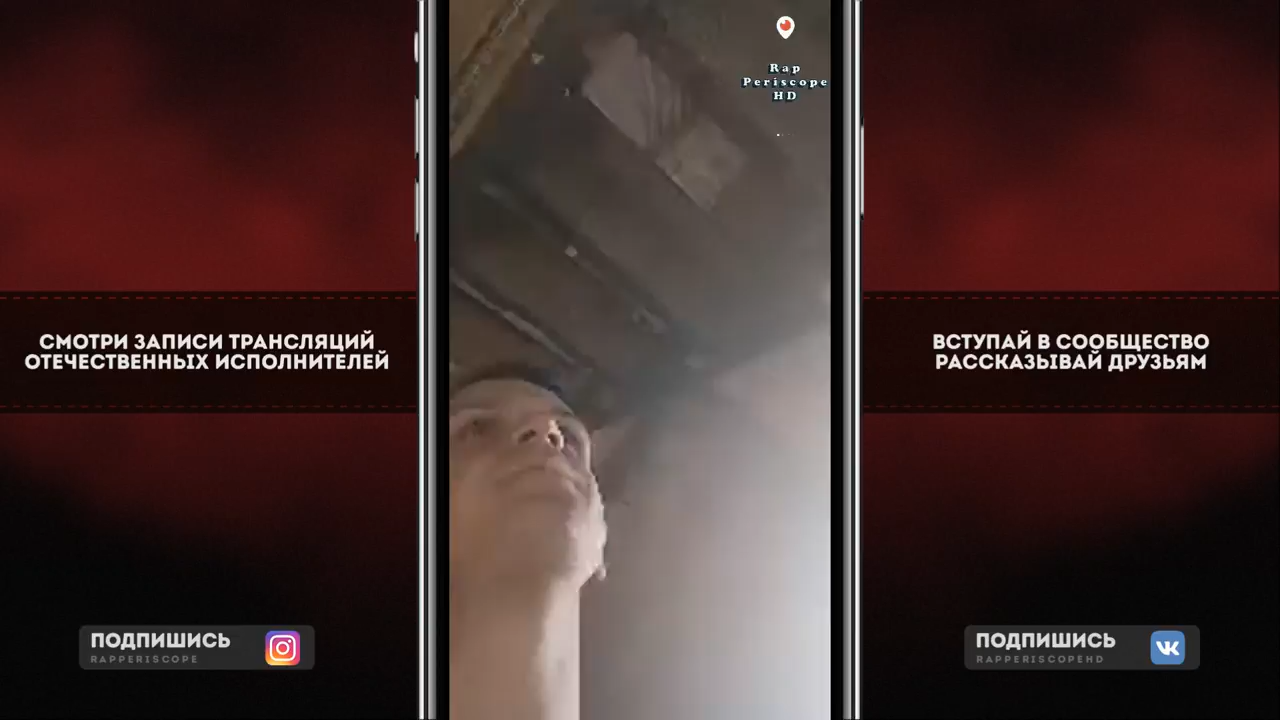 Rap
Periscope
HD
СМОТРИ ЗАПИСИ ТРАНСЛЯЦИЙ
ОТЕЧЕСТВЕННЫХ ИСПОЛНИТЕЛЕЙ
ВСТУПАЙ В СООБЩЕСТВО
РАССКАЗЫВАЙ ДРУЗЬЯМ
ПОДПИШИСЬ
RAPPERISCOPE
ПОДПИШИСЬ
RAPPERISCOPEHD